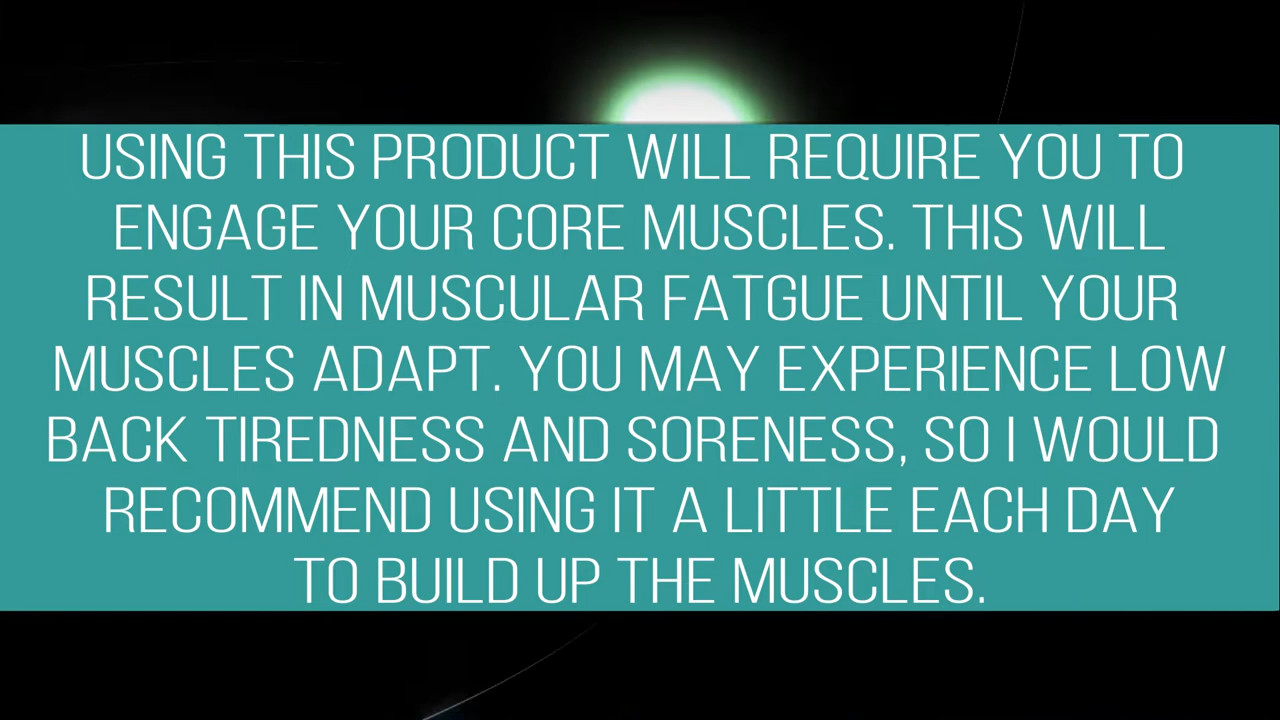 USING THIS PRODUCT WILL REQUIRE YOU TO
ENGAGE YOUR CORE MUSCLES. THIS WILL
RESULT IN MUSCULAR FATGUE UNTIL YOUR
MUSCLES ADAPT. YOU MAY EXPERIENCE LOW
BACK TIREDNESS AND SORENESS, SO I WOULD
RECOMMEND USING IT A LITTLE EACH DAY
TO BUILD UP THE MUSCLES.